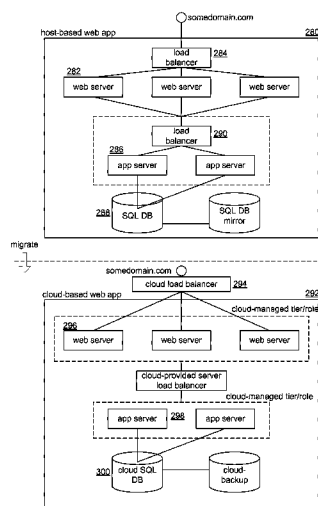 somedomain.com
host-based web app 280
load
balancer 284
282
web server web server web server
load
balancer 290
286
app server app server
288 SQL DB
SQL DB
mirror
migrate
somedomain.com
cloud load balancer 294
cloud-based web app 292
cloud-managed tier/role
296
web server web server web server
cloud-provided server
load balancer
cloud-managed tier/role
app server 298 app server
300 cloud SQL
DB
cloud-
backup